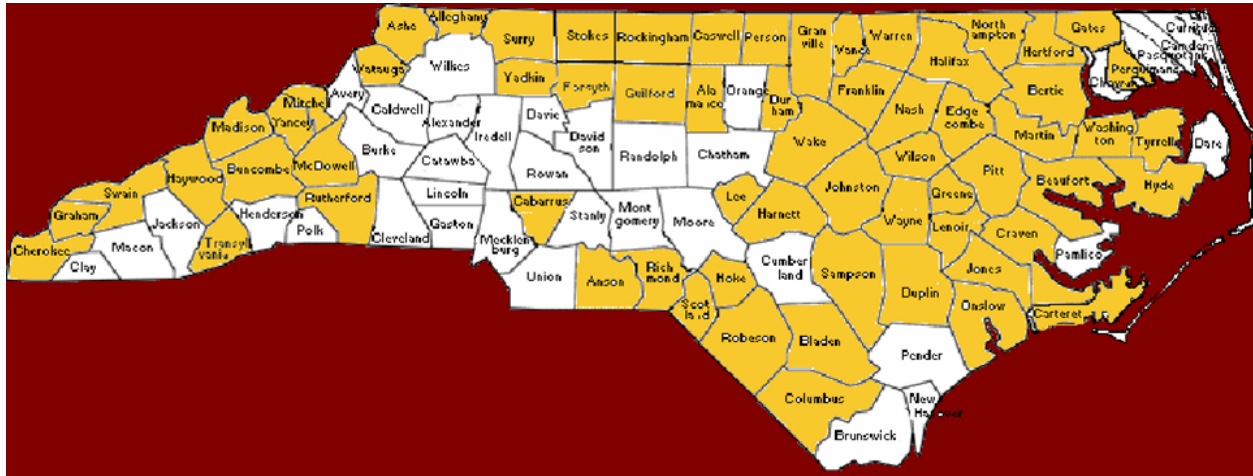 Ashe
Alleghany
Surry
Stokes
Rockingham
Caswell
Person
Gran
ville
Vance
Warren
North
ampton
Gates
Currituck
Camden
Pasquotank
Perquimans
Chowan
Hertford
Halifax
Bertie
Watauga
Wilkes
Yadkin
Forsyth
Guilford
Ala
mance
Orange
Dur
ham
Franklin
Nash
Edge
combe
Martin
Washing
ton
Tyrrell
Dare
Mitchel
Avery
Caldwell
Alexander
Iredell
Davie
David
son
Randolph
Chatham
Wake
Wilson
Pitt
Beaufort
Hyde
Madison
Yancey
Burke
Catawba
Rowan
Buncombe
McDowell
Haywood
Swain
Graham
Cherokee
Clay
Macon
Jackson
Transyl
vania
Henderson
Polk
Rutherford
Cleveland
Lincoln
Gaston
Mecklen
burg
Cabarrus
Stanly
Mont
gomery
Moore
Lee
Harnett
Johnston
Greene
Wayne
Lenoir
Craven
Pamlico
Union
Anson
Rich
mond
Scot
land
Hoke
Cumber
land
Sampson
Duplin
Jones
Onslow
Carteret
Robeson
Bladen
Pender
Columbus
Brunswick
New
Hanover